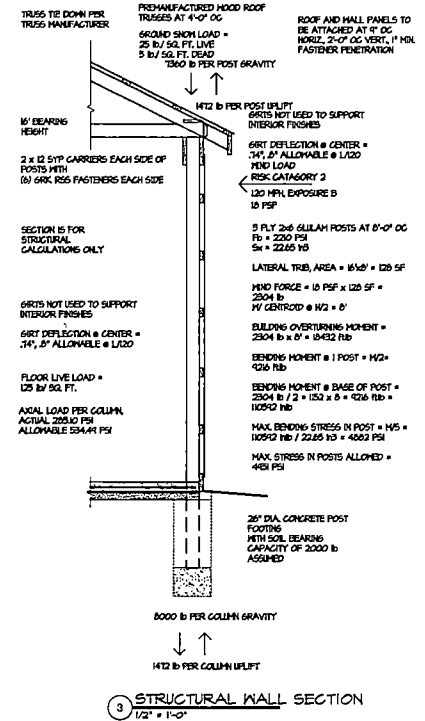 TRUSS TIE DOWN PER
TRUSS MANUFACTURER
PREMANUFACTURED WOOD ROOF
TRUSSES AT 4'-0" OC
GROUND SNOW LOAD =
25 lb/ SQ. FT. LIVE
5 lb/ SQ. FT. DEAD
7360 lb PER POST GRAVITY
ROOF AND WALL PANELS TO
BE ATTACHED AT 9" OC
HORIZ, 2'-0" OC VERT., 1" MIN.
FASTENER PENETRATION
1472 lb PER POST UPLIFT
16' BEARING
HEIGHT
2 x 12 SYP CARRIERS EACH SIDE OF
POSTS WITH
(6) GRK RSS FASTENERS EACH SIDE
SECTION IS FOR
STRUCTURAL
CALCULATIONS ONLY
GIRTS NOT USED TO SUPPORT
INTERIOR FINISHES
GIRT DEFLECTION @ CENTER =
.74", .8" ALLOWABLE @ L/120
FLOOR LIVE LOAD =
125 lb/ SQ. FT.
AXIAL LOAD PER COLUMN,
ACTUAL 285.10 PSI
ALLOWABLE 534.49 PSI
GIRTS NOT USED TO SUPPORT
INTERIOR FINISHES
GIRT DEFLECTION @ CENTER =
.74", .8" ALLOWABLE @ L/120
WIND LOAD
RISK CATAGORY 2
120 MPH, EXPOSURE B
18 PSF
3 PLY 2x6 GLULAM POSTS AT 8'-0" OC
Fb = 2210 PSI
Sx = 22.65 in3
LATERAL TRIB, AREA = 16'x8' = 128 SF
WIND FORCE = 18 PSF x 128 SF =
2304 lb
W/ CENTROID @ H/2 = 8'
BUILDING OVERTURNING MOMENT =
2304 lb x 8' = 18432 ftlb
BENDING MOMENT @ 1 POST = M/2=
9216 ftlb
BENDING MOMENT @ BASE OF POST =
2304 lb / 2 = 1152 x 8 = 9216 ftlb =
110592 inlb
MAX. BENDING STRESS IN POST = M/S =
110592 inlb / 22.65 in3 = 4882 PSI
MAX. STRESS IN POSTS ALLOWED =
4951 PSI
26" DIA. CONCRETE POST
FOOTING
WITH SOIL BEARING
CAPACITY OF 2000 lb
ASSUMED
8000 lb PER COLUMN GRAVITY
1472 lb PER COLUMN UPLIFT
3 STRUCTURAL WALL SECTION
1/2" = 1'-0"